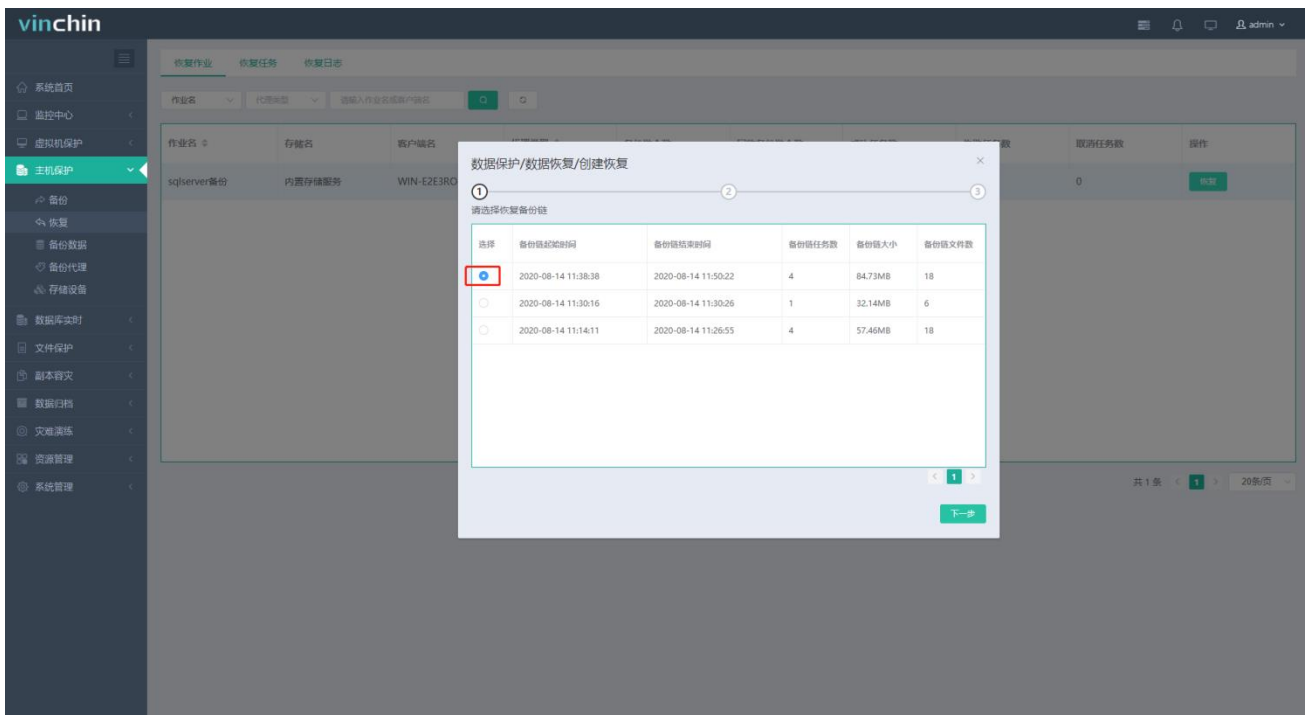 vinchin
admin
系统首页
监控中心
虚拟机保护
主机保护
备份
恢复
备份数据
备份代理
存储设备
数据库实时
文件保护
副本容灾
数据归档
灾难演练
资源管理
系统管理
恢复作业 恢复任务 恢复日志
作业名 代理类型 请输入作业名或客户端名
作业名 存储名 客户端名 取消任务数 操作
sqlserver备份 内置存储服务 WIN-E2E3RO 0 恢复
数据保护/数据恢复/创建恢复
1 2 3
请选择恢复备份链
选择 备份链起始时间 备份链结束时间 备份链任务数 备份链大小 备份链文件数
2020-08-14 11:38:38 2020-08-14 11:50:22 4 84.73MB 18
2020-08-14 11:30:16 2020-08-14 11:30:26 1 32.14MB 6
2020-08-14 11:14:11 2020-08-14 11:26:55 4 57.46MB 18
1
下一步
共 1 条 1 20条/页